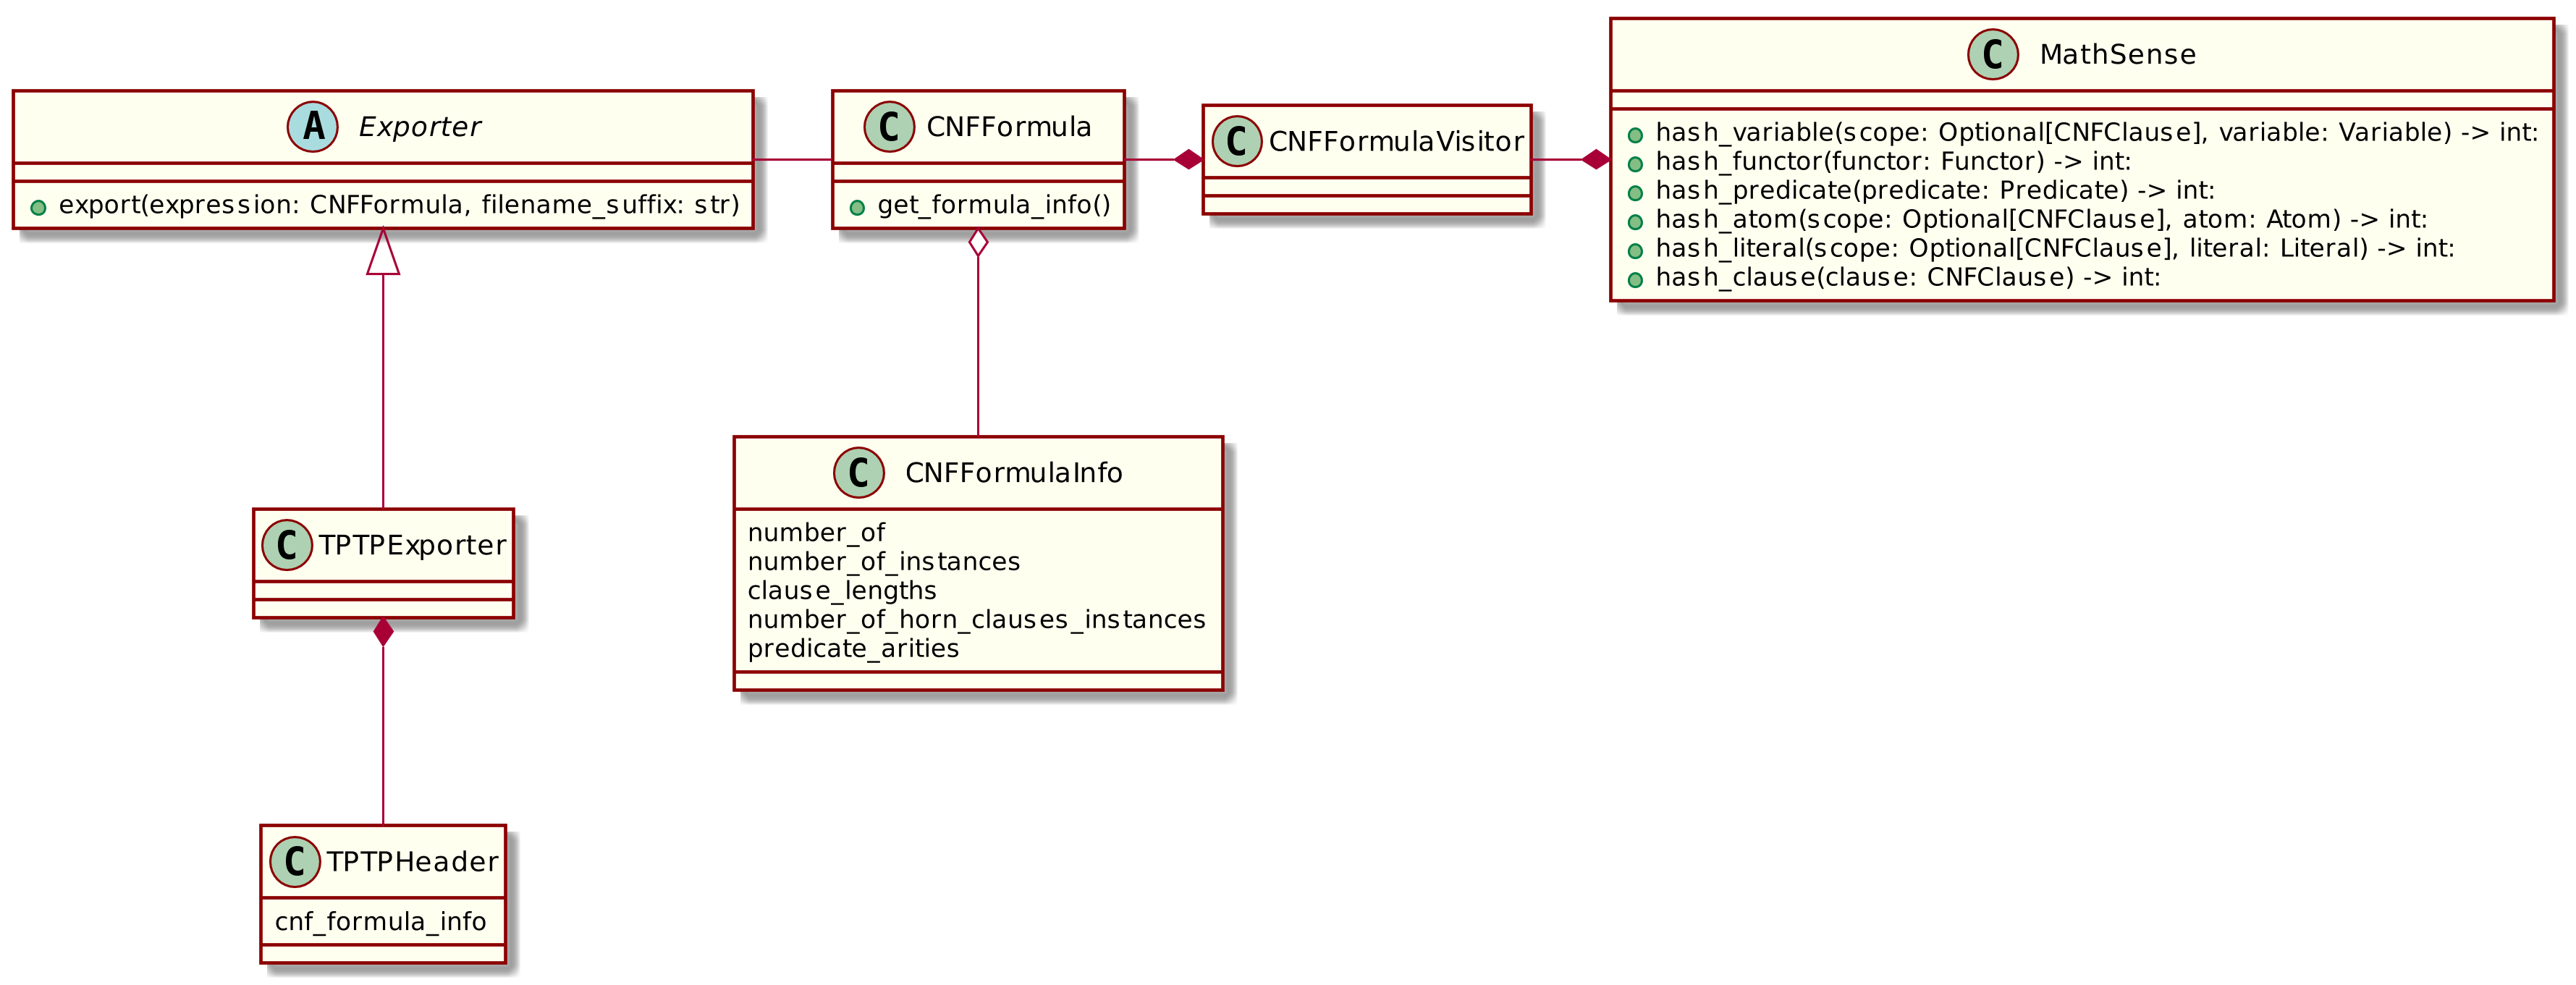 A Exporter
export(expression: CNFFormula, filename_suffix: str)
C CNFFormula
get_formula_info()
C CNFFormulaVisitor
C MathSense
hash_variable(scope: Optional[CNFClause], variable: Variable) -> int:
hash_functor(functor: Functor) -> int:
hash_predicate(predicate: Predicate) -> int:
hash_atom(scope: Optional[CNFClause], atom: Atom) -> int:
hash_literal(scope: Optional[CNFClause], literal: Literal) -> int:
hash_clause(clause: CNFClause) -> int:
C TPTPExporter
C CNFFormulaInfo
number_of
number_of_instances
clause_lengths
number_of_horn_clauses_instances
predicate_arities
C TPTPHeader
cnf_formula_info